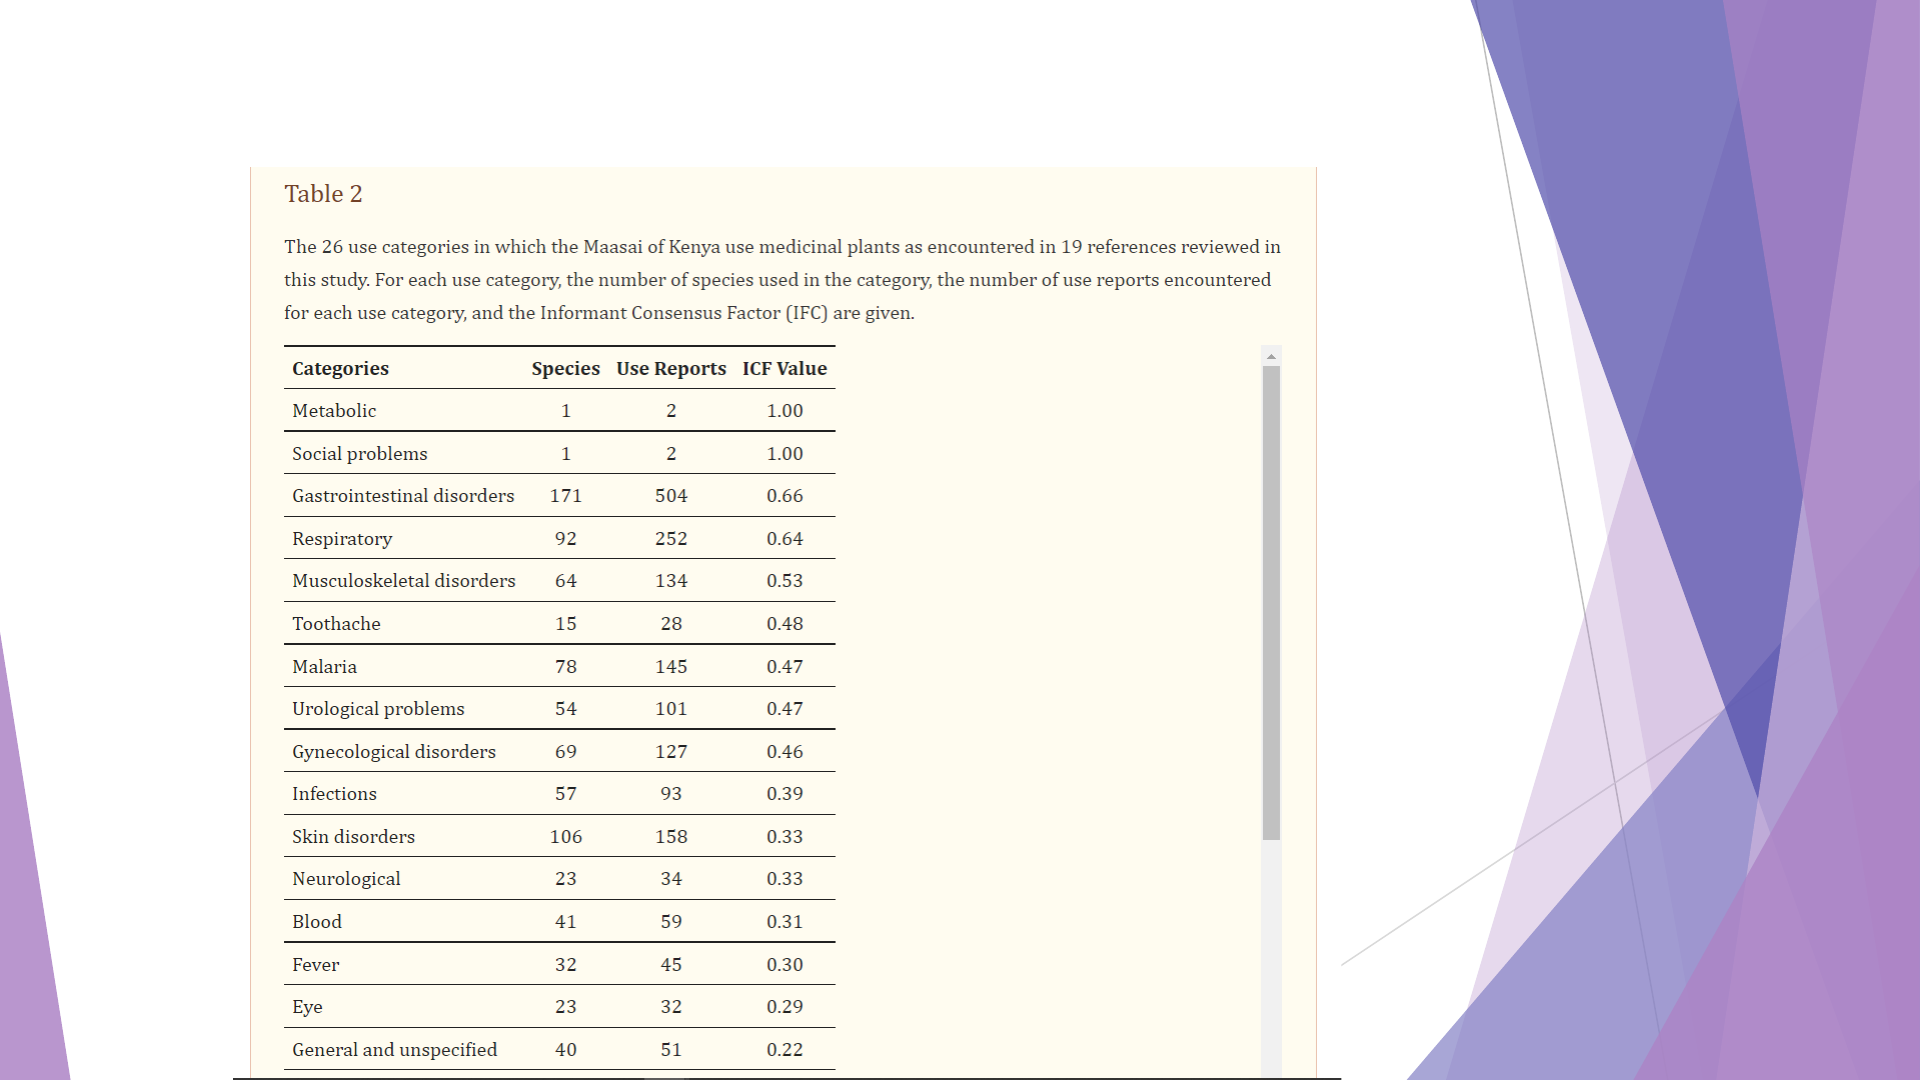 Table 2
The 26 use categories in which the Maasai of Kenya use medicinal plants as encountered in 19 references reviewed in
this study. For each use category, the number of species used in the category, the number of use reports encountered
for each use category, and the Informant Consensus Factor (IFC) are given.
Categories Species Use Reports ICF Value
Metabolic 1 2 1.00
Social problems 1 2 1.00
Gastrointestinal disorders 171 504 0.66
Respiratory 92 252 0.64
Musculoskeletal disorders 64 134 0.53
Toothache 15 28 0.48
Malaria 78 145 0.47
Urological problems 54 101 0.47
Gynecological disorders 69 127 0.46
Infections 57 93 0.39
Skin disorders 106 158 0.33
Neurological 23 34 0.33
Blood 41 59 0.31
Fever 32 45 0.30
Eye 23 32 0.29
General and unspecified 40 51 0.22